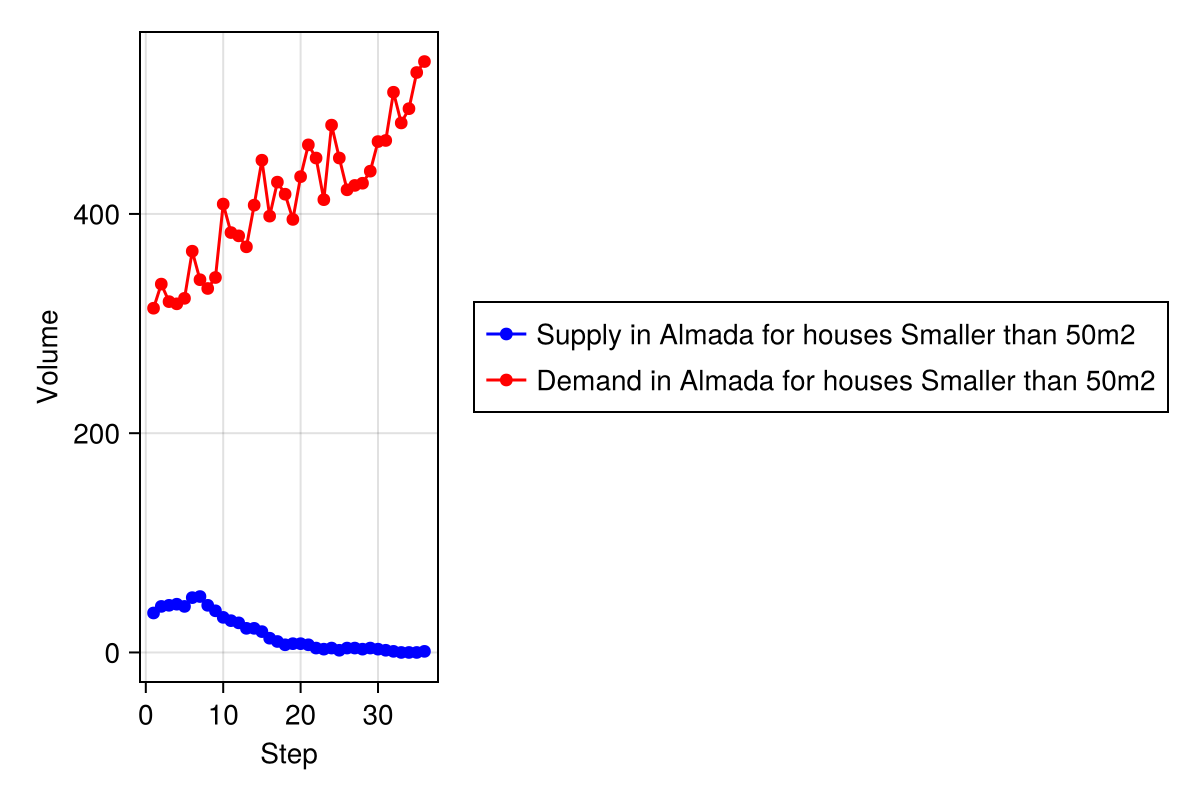 400
200
0
Volume
0 10 20 30
Step
Supply in Almada for houses Smaller than 50m2
Demand in Almada for houses Smaller than 50m2